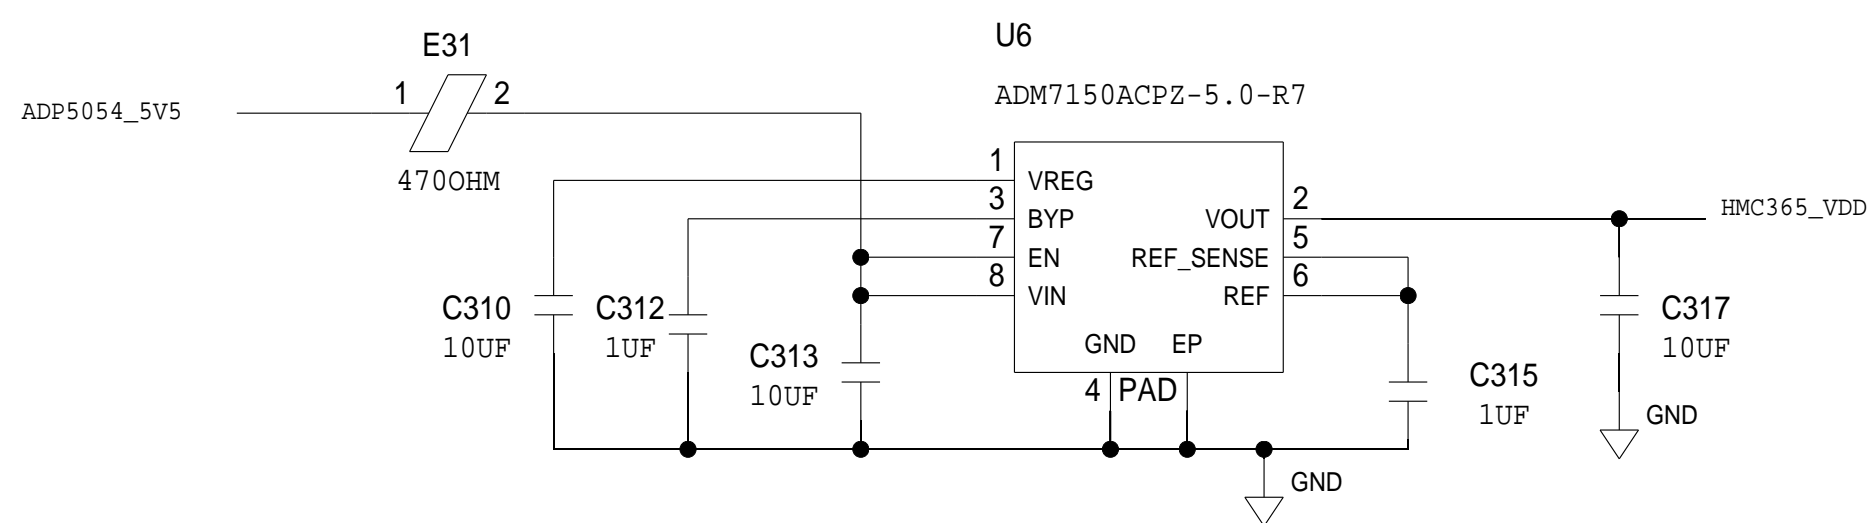 U6
E31
ADM7150ACPZ-5.0-R7
1 2
ADP5054_5V5
470OHM
1
VREG
3
BYP
7
EN
8
VIN
2
VOUT
5
REF_SENSE
6
REF
HMC365_VDD
GND EP
4 PAD
C310
10UF
C312
1UF
C313
10UF
C317
10UF
C315
1UF
GND
GND